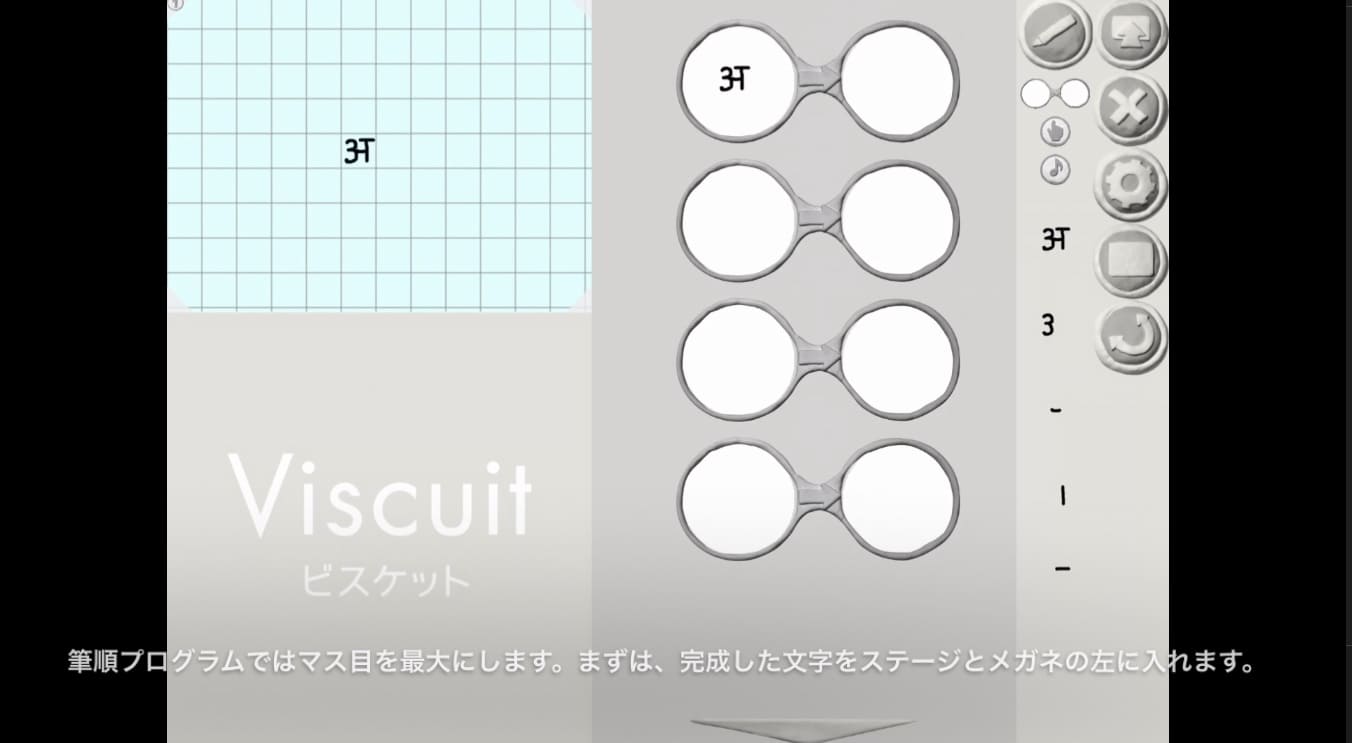 अ
अ
अ
3
-
।
-
Viscuit
ビスケット
筆順プログラムではマス目を最大にします。まずは、完成した文字をステージとメガネの左に入れます。